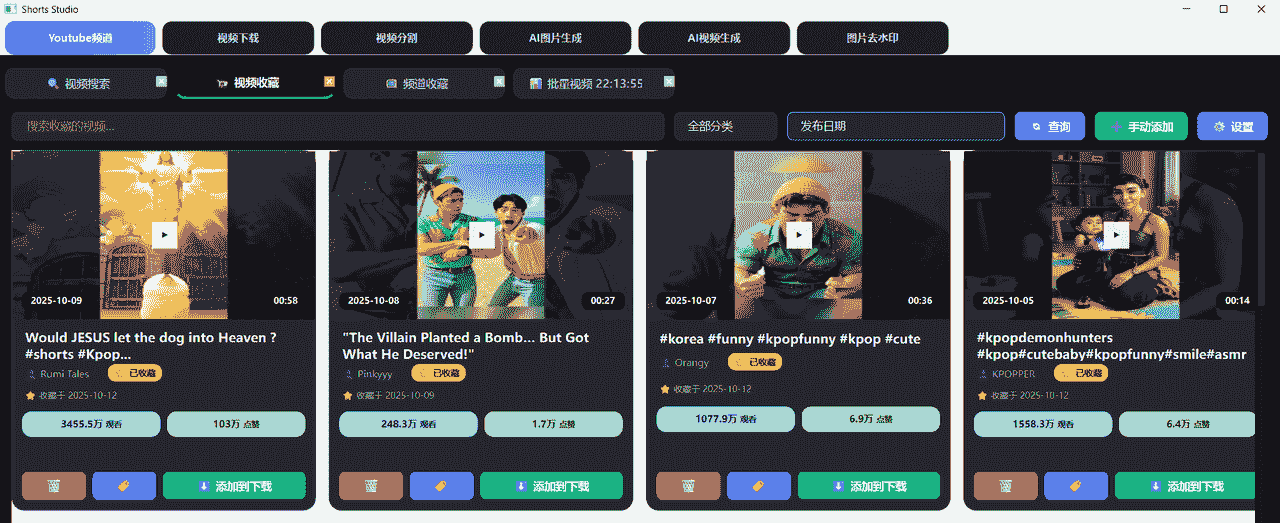 Shorts Studio
Youtube频道 视频下载 视频分割 AI图片生成 AI视频生成 图片去水印
视频搜索 视频收藏 频道收藏 批量视频 22:13:55
搜索收藏的视频... 全部分类 发布日期 查询 手动添加 设置
2025-10-09 00:58
Would JESUS let the dog into Heaven ?
#shorts #Kpop...
Rumi Tales 已收藏
收藏于 2025-10-12
3455.5万 观看 103万 点赞
添加到下载
2025-10-08 00:27
"The Villain Planted a Bomb... But Got
What He Deserved!"
Pinkyyy 已收藏
收藏于 2025-10-09
248.3万 观看 1.7万 点赞
添加到下载
2025-10-07 00:36
#korea #funny #kpopfunny #kpop #cute
Orangy 已收藏
收藏于 2025-10-12
1077.9万 观看 6.9万 点赞
添加到下载
2025-10-05 00:14
#kpopdemonhunters
#kpop#cutebaby#kpopfunny#smile#asmr
KPOPPER 已收藏
收藏于 2025-10-12
1558.3万 观看 6.4万 点赞
添加到下载